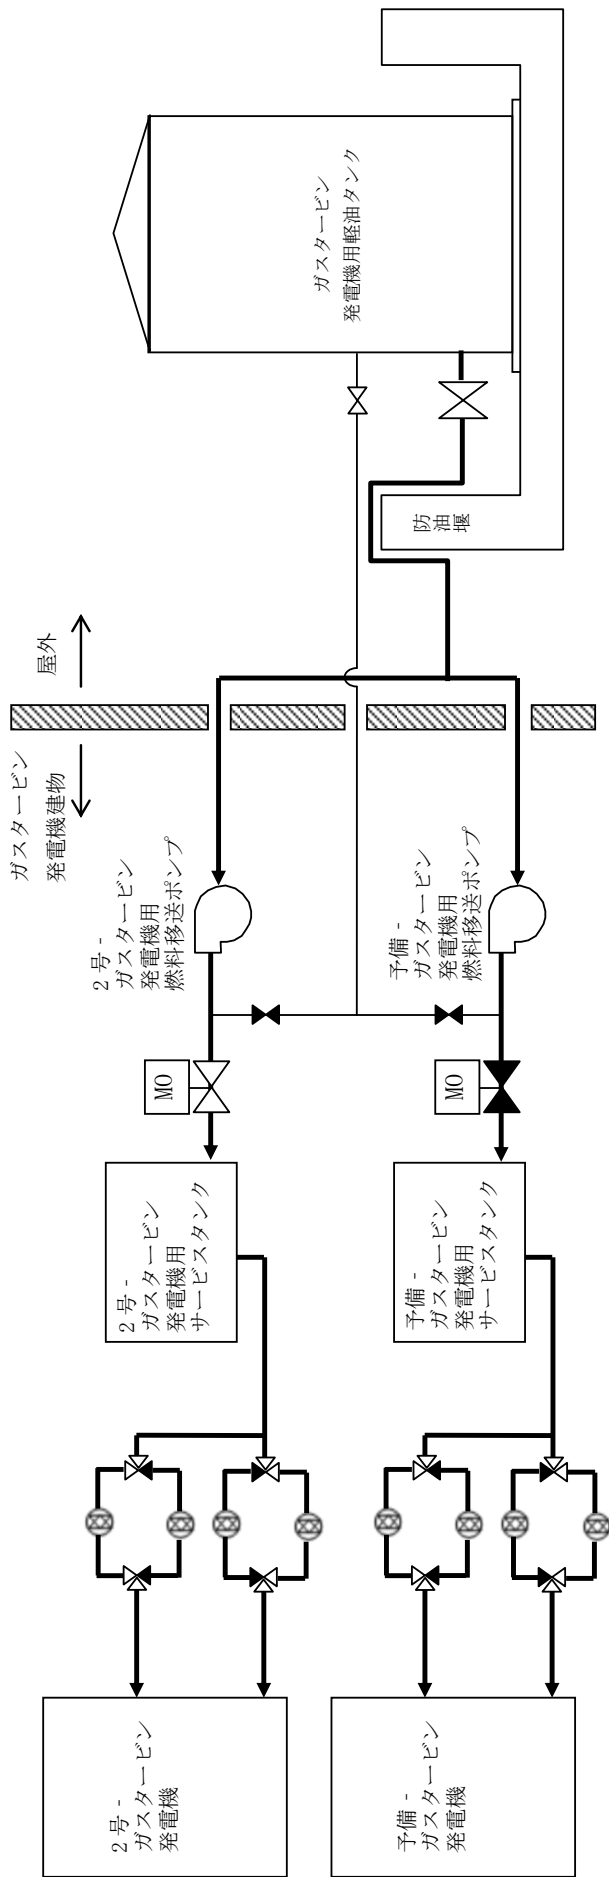 2号-
ガスタービン
発電機
予備-
ガスタービン
発電機
2号-
ガスタービン
発電機用
サービスタンク
予備-
ガスタービン
発電機用
サービスタンク
MO
MO
2号-
ガスタービン
発電機用
燃料移送ポンプ
予備-
ガスタービン
発電機用
燃料移送ポンプ
ガスタービン
発電機建物
屋外
防油堰
ガスタービン
発電機用軽油タンク